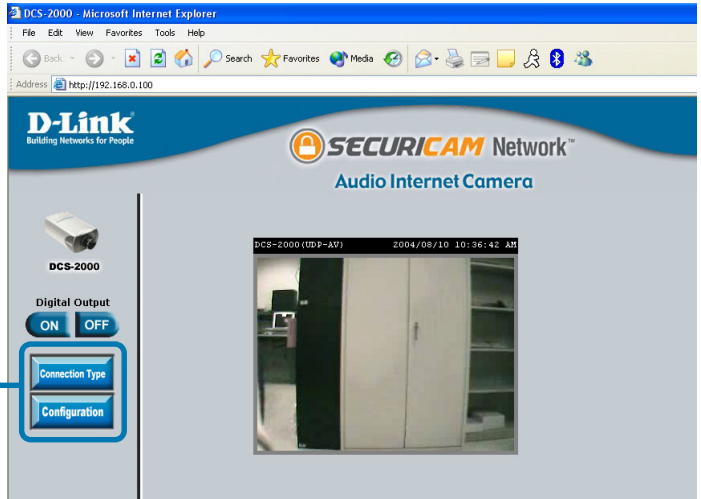 DCS-2000 - Microsoft Internet Explorer
File Edit View Favorites Tools Help
Back Search Favorites Media
Address http://192.168.0.100
D-Link®
Building Networks for People
SECURICAM Network™
Audio Internet Camera
DCS-2000
Digital Output
ON OFF
Connection Type
Configuration
DCS-2000(UDP-AV) 2004/08/10 10:36:42 AM